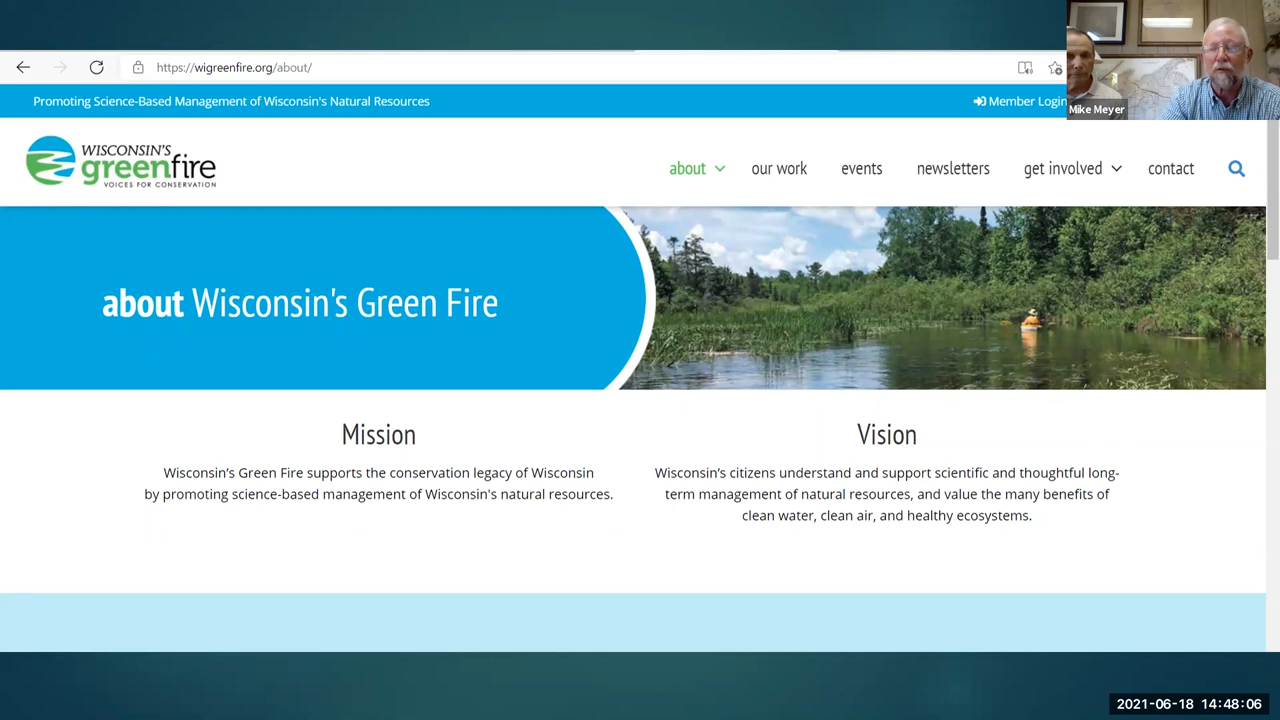 https://wigreenfire.org/about/
Promoting Science-Based Management of Wisconsin's Natural Resources
Member Login
Mike Meyer
WISCONSIN'S
greenfire
VOICES FOR CONSERVATION
about
our work
events
newsletters
get involved
contact
about Wisconsin's Green Fire
Mission
Wisconsin’s Green Fire supports the conservation legacy of Wisconsin
by promoting science-based management of Wisconsin's natural resources.
Vision
Wisconsin’s citizens understand and support scientific and thoughtful long-
term management of natural resources, and value the many benefits of
clean water, clean air, and healthy ecosystems.
2021-06-18 14:48:06